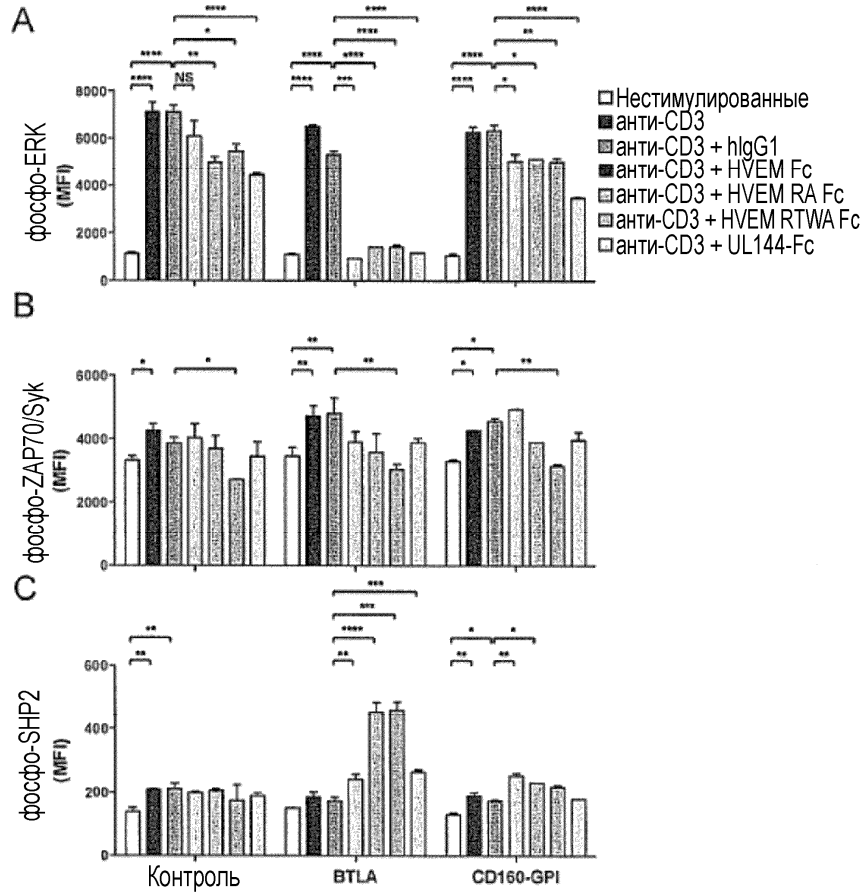 A
****
****
****
*
****
****
****
**
****
**
****
****
****
****
*
****
NS
****
***
****
*
8000
6000
4000
2000
0
фосфо-ERK
(MFI)
Нестимулированные
анти-CD3
анти-CD3 + hIgG1
анти-CD3 + HVEM Fc
анти-CD3 + HVEM RA Fc
анти-CD3 + HVEM RTWA Fc
анти-CD3 + UL144-Fc
B
**
*
*
*
**
**
*
**
6000
4000
2000
0
фосфо-ZAP70/Syk
(MFI)
C
***
***
**
****
*
*
**
**
**
**
600
400
200
0
фосфо-SHP2
(MFI)
Контроль
BTLA
CD160-GPI